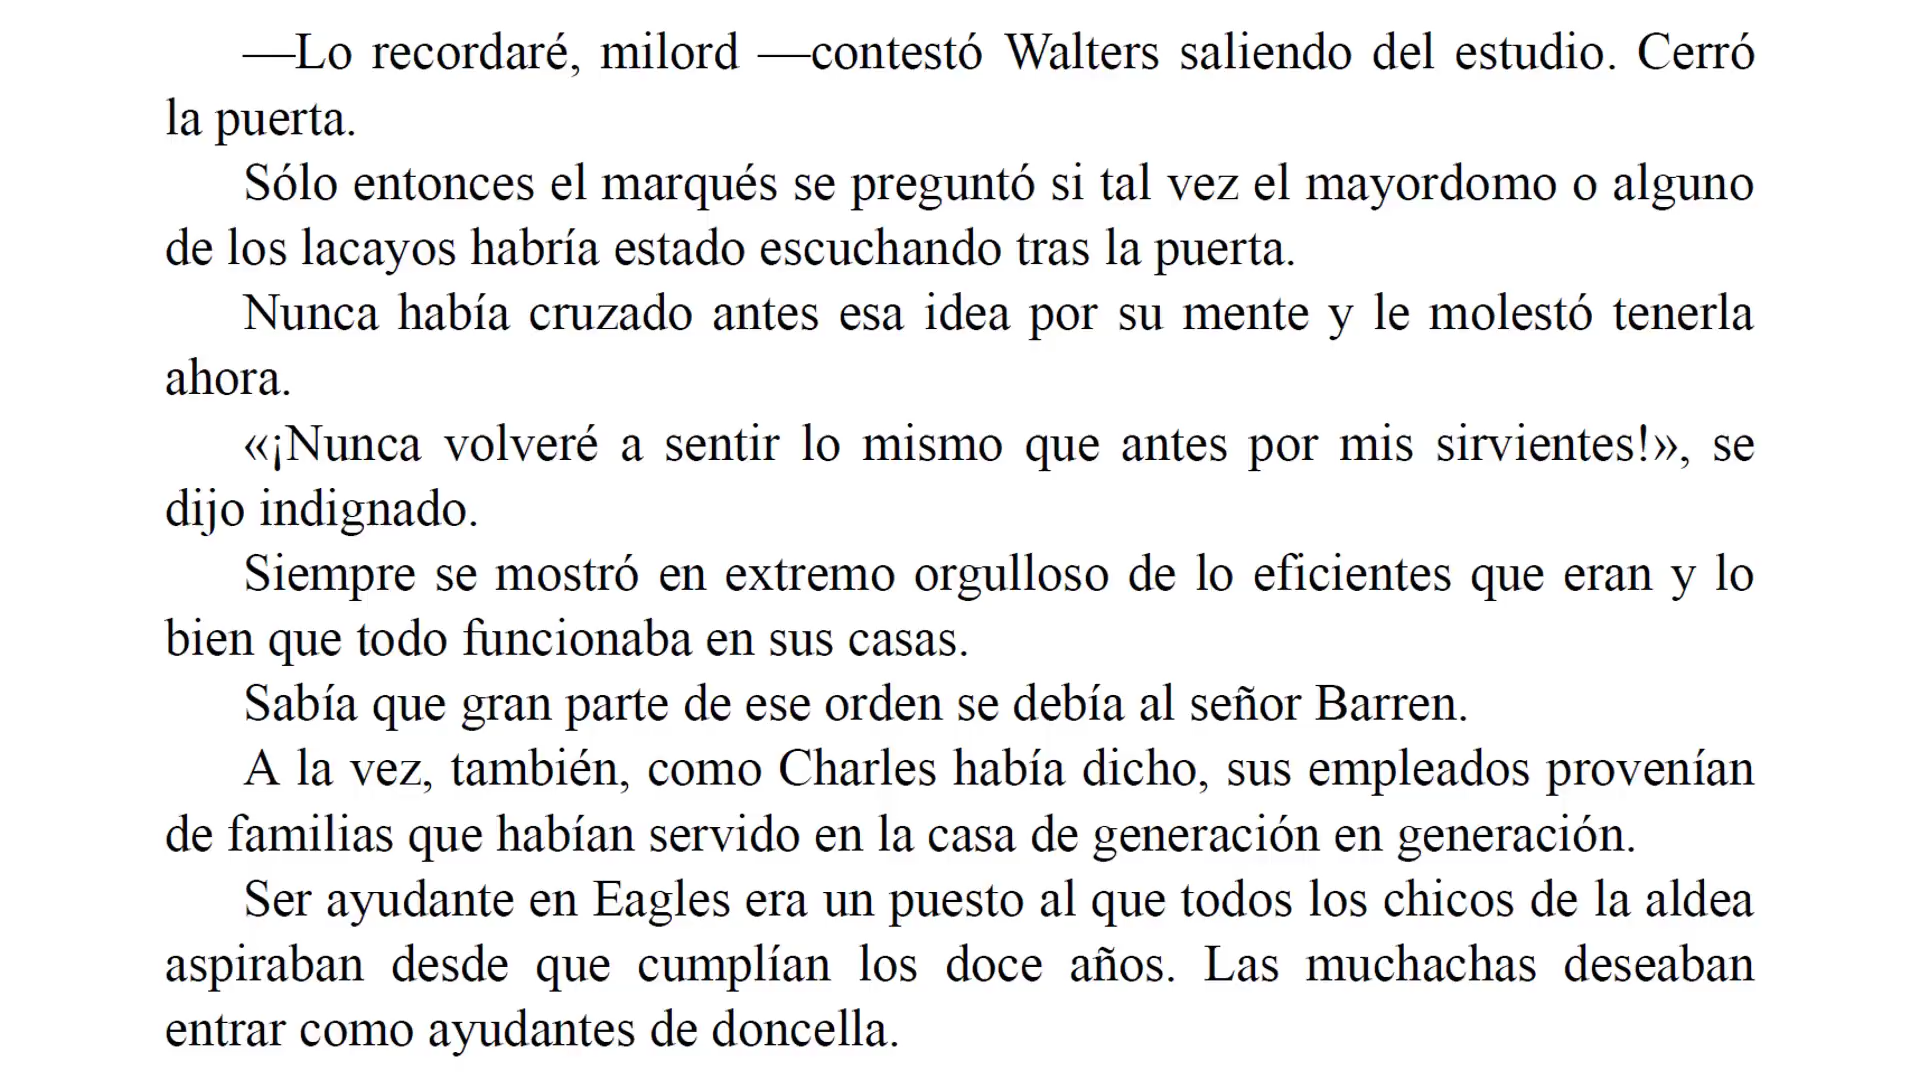 —Lo recordaré, milord —contestó Walters saliendo del estudio. Cerró
la puerta.
Sólo entonces el marqués se preguntó si tal vez el mayordomo o alguno
de los lacayos habría estado escuchando tras la puerta.
Nunca había cruzado antes esa idea por su mente y le molestó tenerla
ahora.
«¡Nunca volveré a sentir lo mismo que antes por mis sirvientes!», se
dijo indignado.
Siempre se mostró en extremo orgulloso de lo eficientes que eran y lo
bien que todo funcionaba en sus casas.
Sabía que gran parte de ese orden se debía al señor Barren.
A la vez, también, como Charles había dicho, sus empleados provenían
de familias que habían servido en la casa de generación en generación.
Ser ayudante en Eagles era un puesto al que todos los chicos de la aldea
aspiraban desde que cumplían los doce años. Las muchachas deseaban
entrar como ayudantes de doncella.